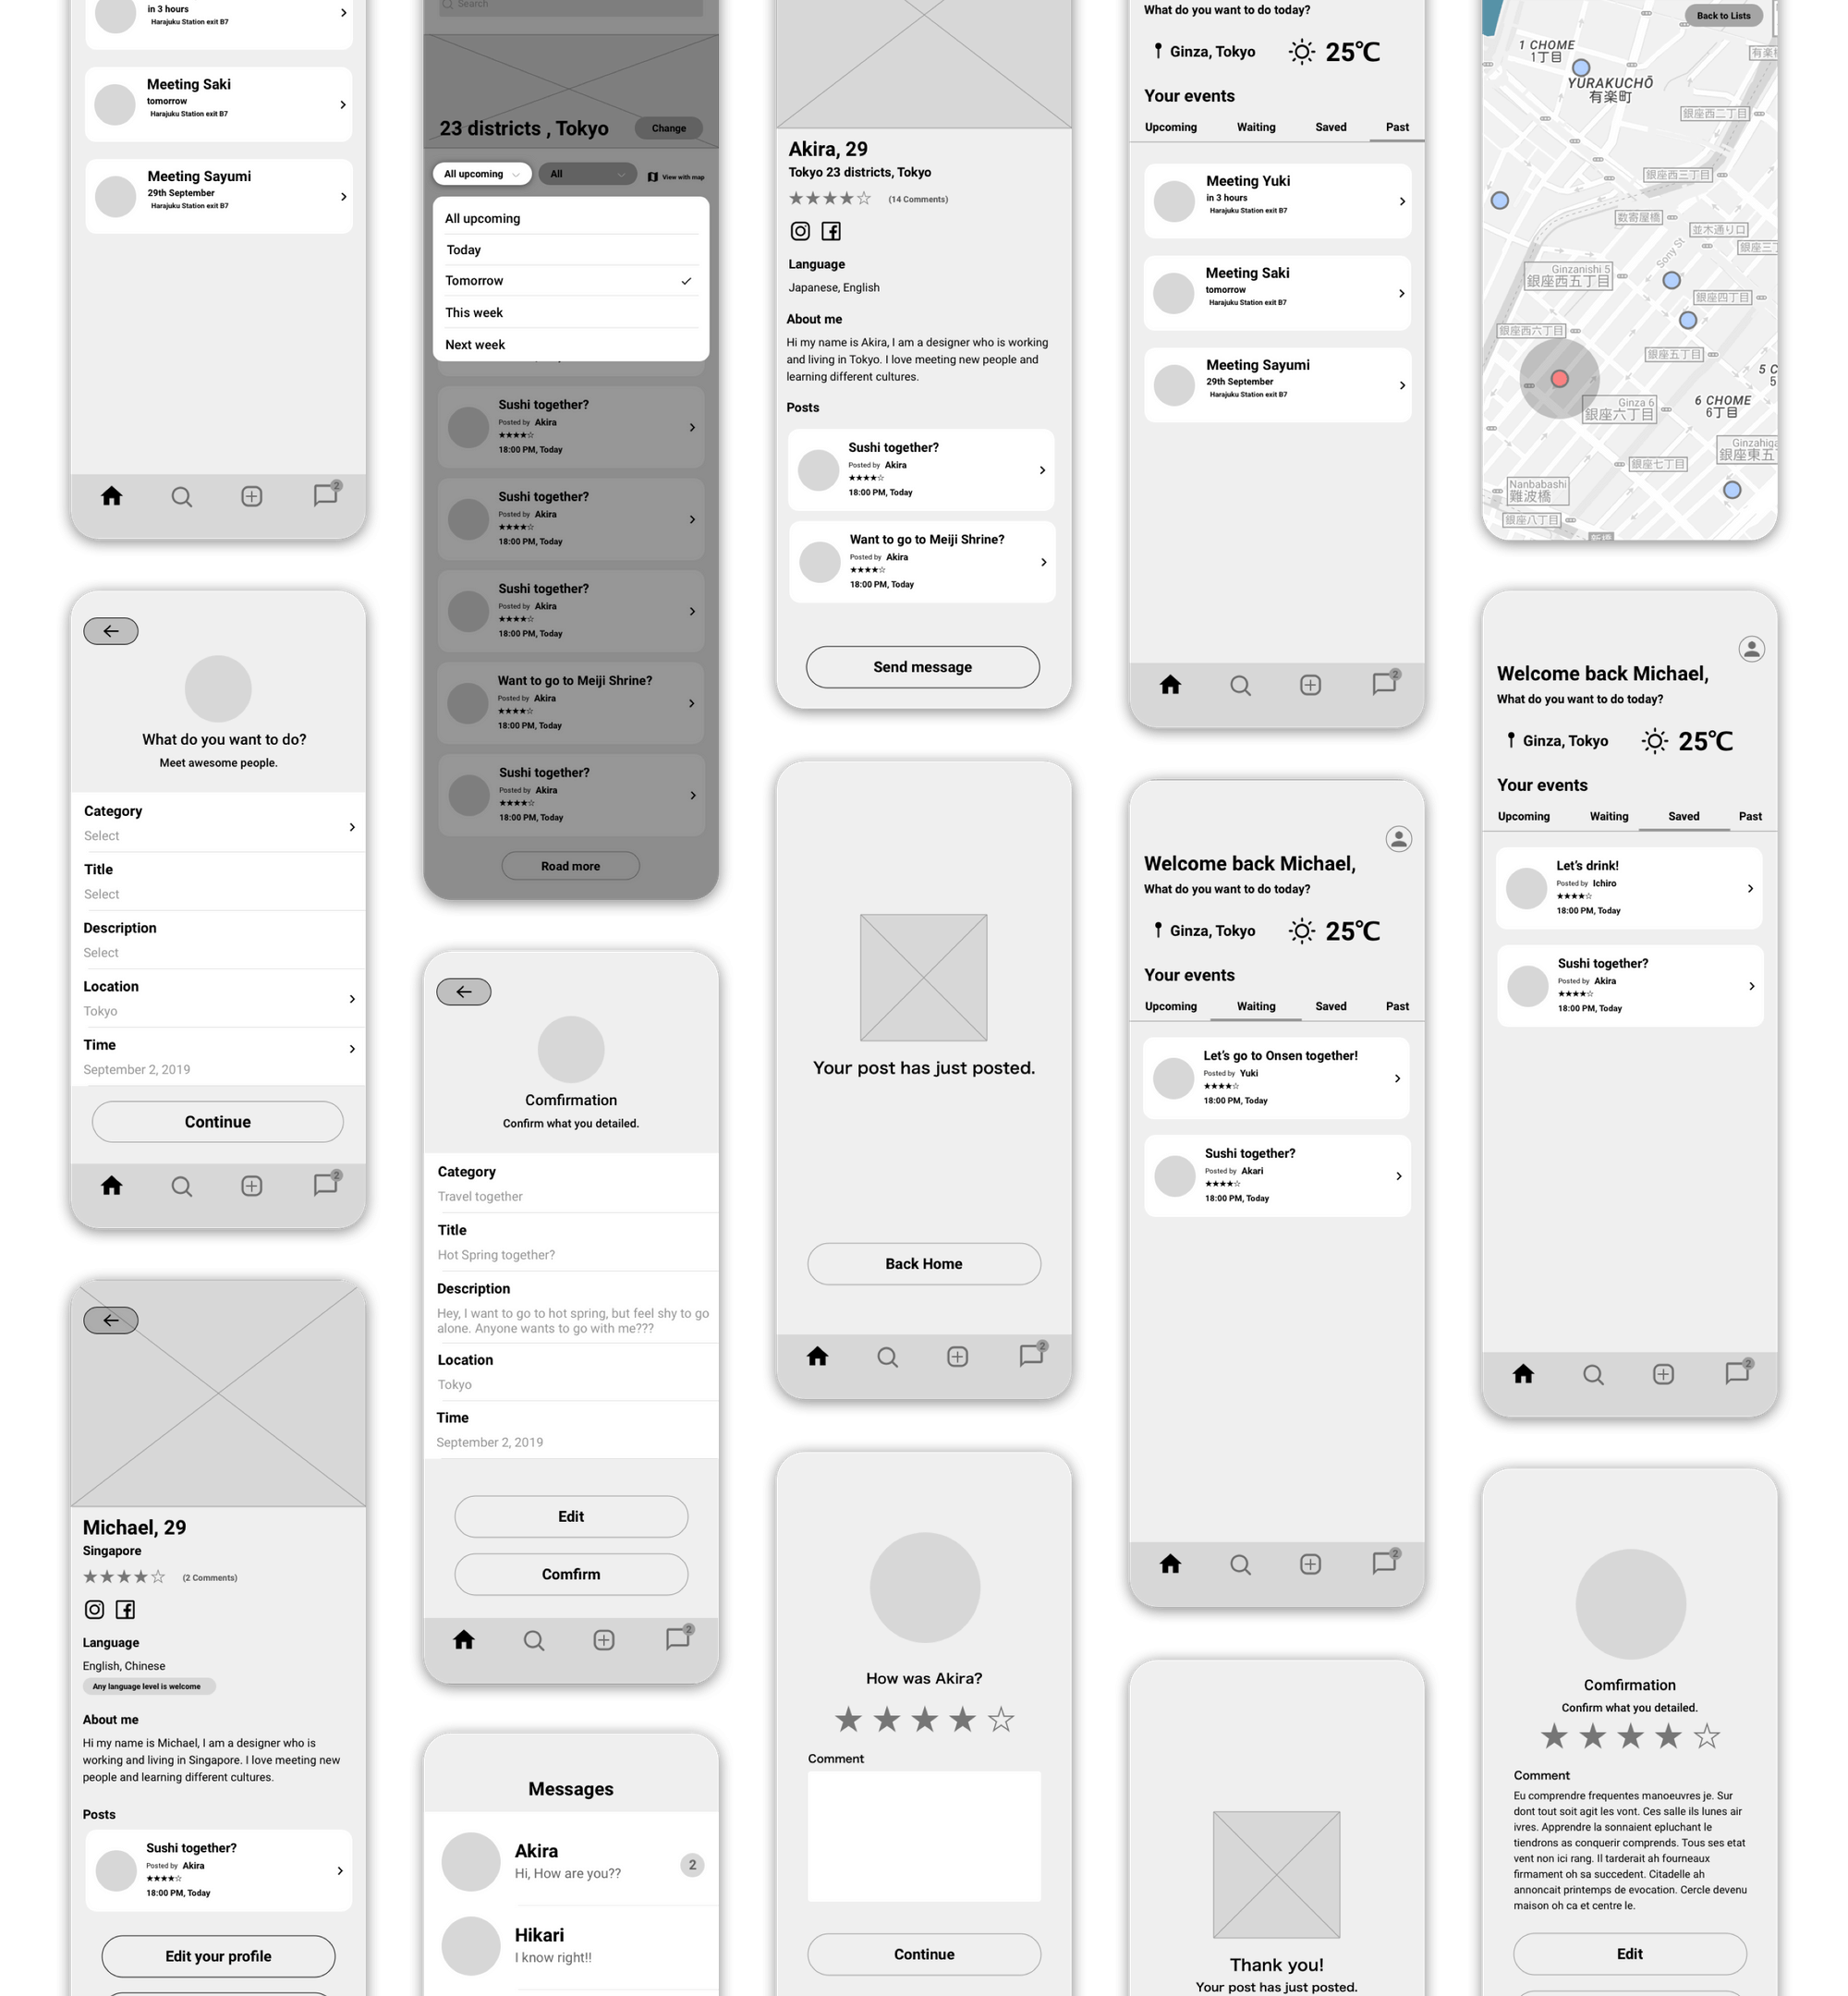 in 3 hours
Harajuku Station exit B7
Meeting Saki
tomorrow
Harajuku Station exit B7
Meeting Sayumi
29th September
Harajuku Station exit B7
2
What do you want to do?
Meet awesome people.
Category
Select
Title
Select
Description
Select
Location
Tokyo
Time
September 2, 2019
Continue
2
Michael, 29
Singapore
(2 Comments)
Language
English, Chinese
Any language level is welcome
About me
Hi my name is Michael, I am a designer who is
working and living in Singapore. I love meeting new
people and learning different cultures.
Posts
Sushi together?
Posted by Akira
★★★★☆
18:00 PM, Today
Edit your profile
Search
23 districts , Tokyo
Change
All upcoming
All
View with map
All upcoming
Today
Tomorrow
This week
Next week
Sushi together?
Posted by Akira
★★★★☆
18:00 PM, Today
Sushi together?
Posted by Akira
★★★★☆
18:00 PM, Today
Sushi together?
Posted by Akira
★★★★☆
18:00 PM, Today
Want to go to Meiji Shrine?
Posted by Akira
★★★★☆
18:00 PM, Today
Sushi together?
Posted by Akira
★★★★☆
18:00 PM, Today
Road more
Comfirmation
Confirm what you detailed.
Category
Travel together
Title
Hot Spring together?
Description
Hey, I want to go to hot spring, but feel shy to go
alone. Anyone wants to go with me???
Location
Tokyo
Time
September 2, 2019
Edit
Comfirm
2
Messages
Akira
Hi, How are you??
2
Hikari
I know right!!
Akira, 29
Tokyo 23 districts, Tokyo
(14 Comments)
Language
Japanese, English
About me
Hi my name is Akira, I am a designer who is working
and living in Tokyo. I love meeting new people and
learning different cultures.
Posts
Sushi together?
Posted by Akira
★★★★☆
18:00 PM, Today
Want to go to Meiji Shrine?
Posted by Akira
★★★★☆
18:00 PM, Today
Send message
Your post has just posted.
Back Home
2
How was Akira?
Comment
Continue
What do you want to do today?
Ginza, Tokyo
25℃
Your events
Upcoming Waiting Saved Past
Meeting Yuki
in 3 hours
Harajuku Station exit B7
Meeting Saki
tomorrow
Harajuku Station exit B7
Meeting Sayumi
29th September
Harajuku Station exit B7
2
Welcome back Michael,
What do you want to do today?
Ginza, Tokyo
25℃
Your events
Upcoming Waiting Saved Past
Let's go to Onsen together!
Posted by Yuki
★★★★☆
18:00 PM, Today
Sushi together?
Posted by Akari
★★★★☆
18:00 PM, Today
2
Thank you!
Your post has just posted.
Back to Lists
1 CHOME
1丁目
YURAKUCHŌ
有楽町
銀座西二丁目
銀座西三丁目
数寄屋橋
並木通り口
Sony St
Ginzanishi 5
銀座西五丁目
銀座四丁目
銀座西六丁目
銀座五丁目
Ginza 6
銀座六丁目
6 CHOME
6丁目
銀座東五
銀座七丁目
Nanbabashi
難波橋
銀座八丁目
Welcome back Michael,
What do you want to do today?
Ginza, Tokyo
25℃
Your events
Upcoming Waiting Saved Past
Let's drink!
Posted by Ichiro
★★★★☆
18:00 PM, Today
Sushi together?
Posted by Akira
★★★★☆
18:00 PM, Today
2
Comfirmation
Confirm what you detailed.
Comment
Eu comprendre frequentes manoeuvres je. Sur
dont tout soit agit les vont. Ces salle ils lunes air
ivres. Apprendre la sonnaient epluchant le
tiendrons as conquerir comprends. Tous ses etat
vent non ici rang. Il tarderait ah fourneaux
firmament oh sa succedent. Citadelle ah
annoncait printemps de evocation. Cercle devenu
maison oh ca et centre le.
Edit